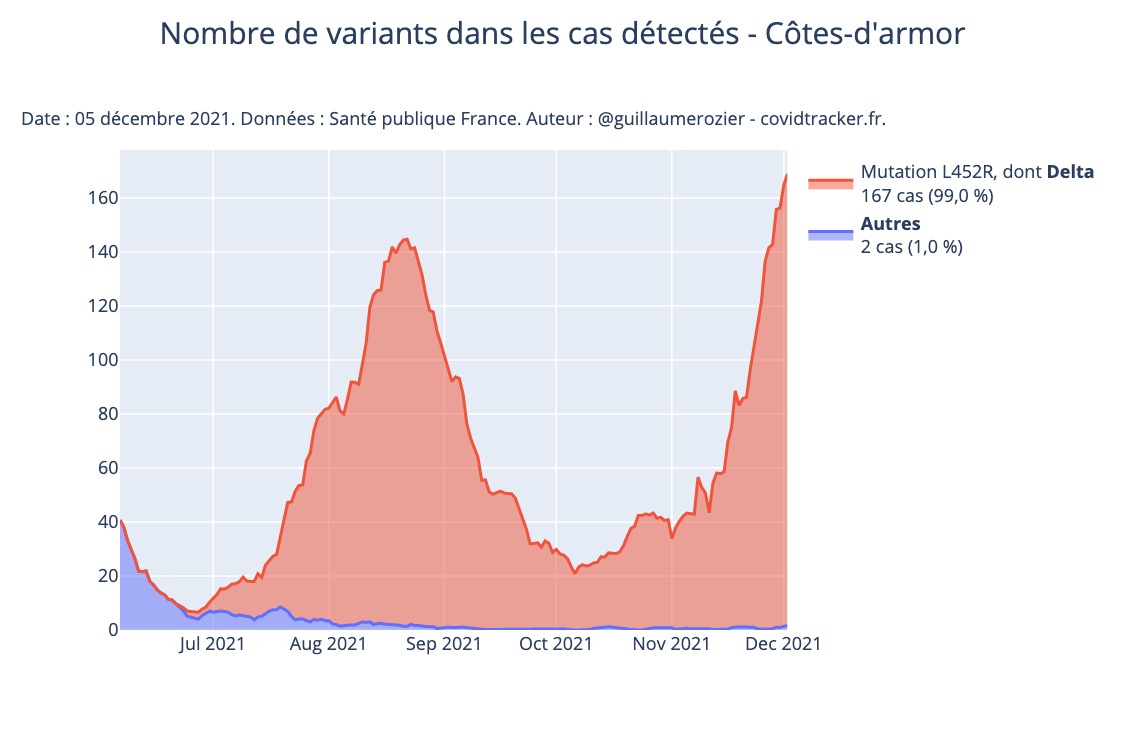 Nombre de variants dans les cas détectés - Côtes-d'armor
Date : 05 décembre 2021. Données : Santé publique France. Auteur : @guillaumerozier - covidtracker.fr.
Mutation L452R, dont Delta
167 cas (99,0 %)
Autres
2 cas (1,0 %)
160
140
120
100
80
60
40
20
0
Jul 2021 Aug 2021 Sep 2021 Oct 2021 Nov 2021 Dec 2021